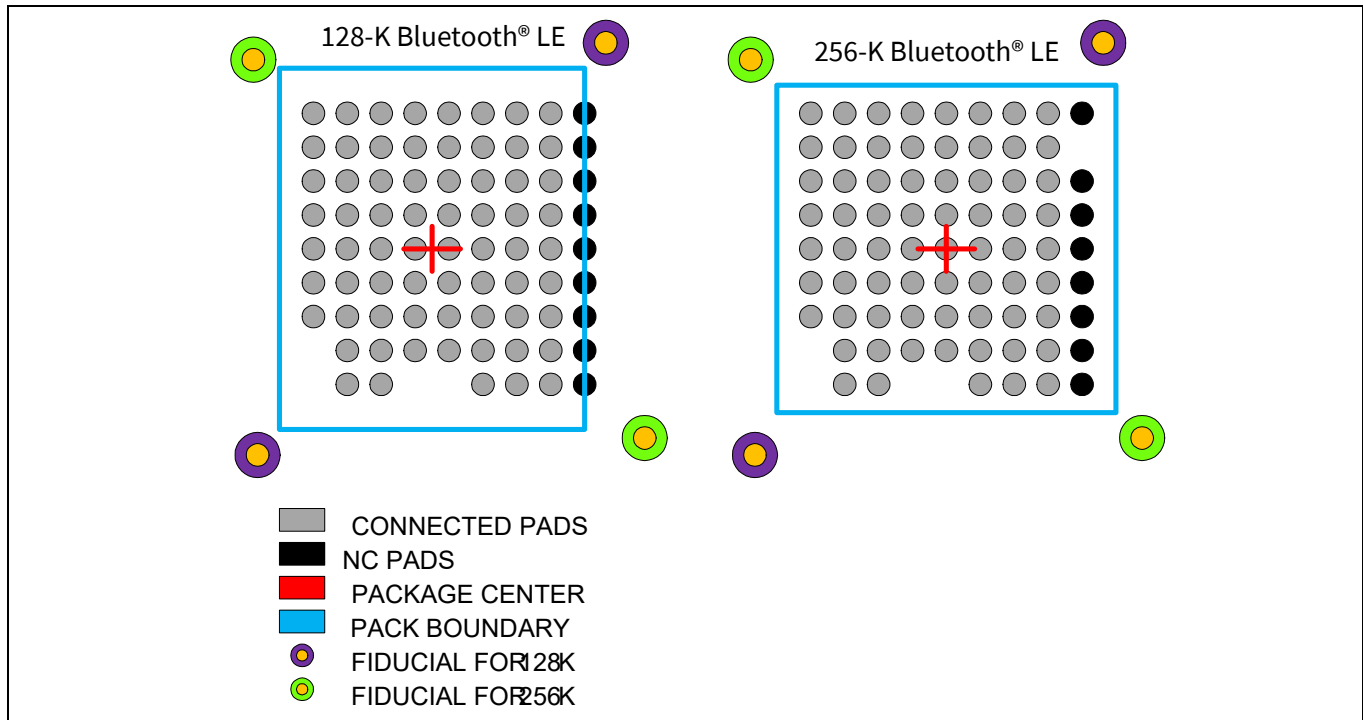 128-K Bluetooth® LE
256-K Bluetooth® LE
CONNECTED PADS
NC PADS
PACKAGE CENTER
PACK BOUNDARY
FIDUCIAL FOR128K
FIDUCIAL FOR256K